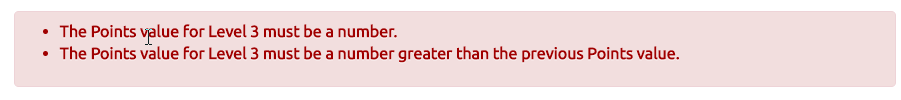 The Points value for Level 3 must be a number.
The Points value for Level 3 must be a number greater than the previous Points value.